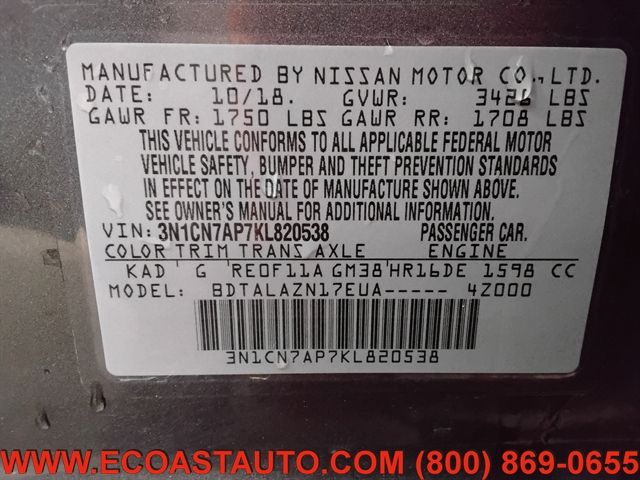 MANUFACTURED BY NISSAN MOTOR CO., LTD.
DATE: 10/18. GVWR: 3428 LBS
GAWR FR: 1750 LBS GAWR RR: 1708 LBS
THIS VEHICLE CONFORMS TO ALL APPLICABLE FEDERAL MOTOR
VEHICLE SAFETY, BUMPER AND THEFT PREVENTION STANDARDS
IN EFFECT ON THE DATE OF MANUFACTURE SHOWN ABOVE.
SEE OWNER'S MANUAL FOR ADDITIONAL INFORMATION
VIN: 3N1CN7AP7KL820538 PASSENGER CAR.
COLOR TRIM TRANS AXLE ENGINE
KAD G RE0F11A GM38 HR16DE 1598 CC
MODEL: BDTALAZN17EUA----- 4Z000
3N1CN7AP7KL820538
WWW.ECOASTAUTO.COM (800) 869-0655